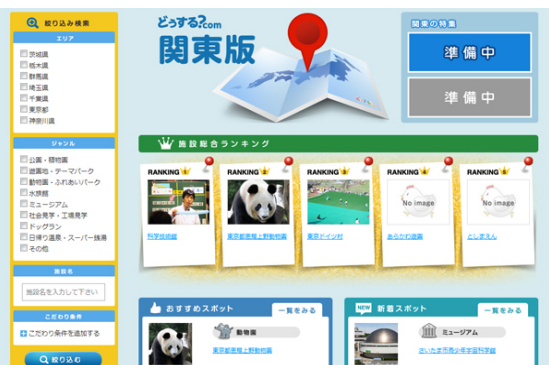 絞り込み検索
エリア
茨城県
栃木県
群馬県
埼玉県
千葉県
東京都
神奈川県
ジャンル
公園・植物園
遊園地・テーマパーク
動物園・ふれあいパーク
水族館
ミュージアム
社会見学・工場見学
ドッグラン
日帰り温泉・スーパー銭湯
その他
施設名
施設名を入力して下さい
こだわり条件
こだわり条件を追加する
絞り込む
どぅする?.com
関東版
関東の特集
準備中
準備中
施設総合ランキング
RANKING 1
科学技術館
RANKING 2
東京都恩賜上野動物園
RANKING 3
東京ドイツ村
RANKING
No image
あらかわ遊園
RANKING
No image
としまえん
おすすめスポット
一覧をみる
動物園
東京都恩賜上野動物園
NEW 新着スポット
一覧をみる
ミュージアム
さいたま市青少年宇宙科学館